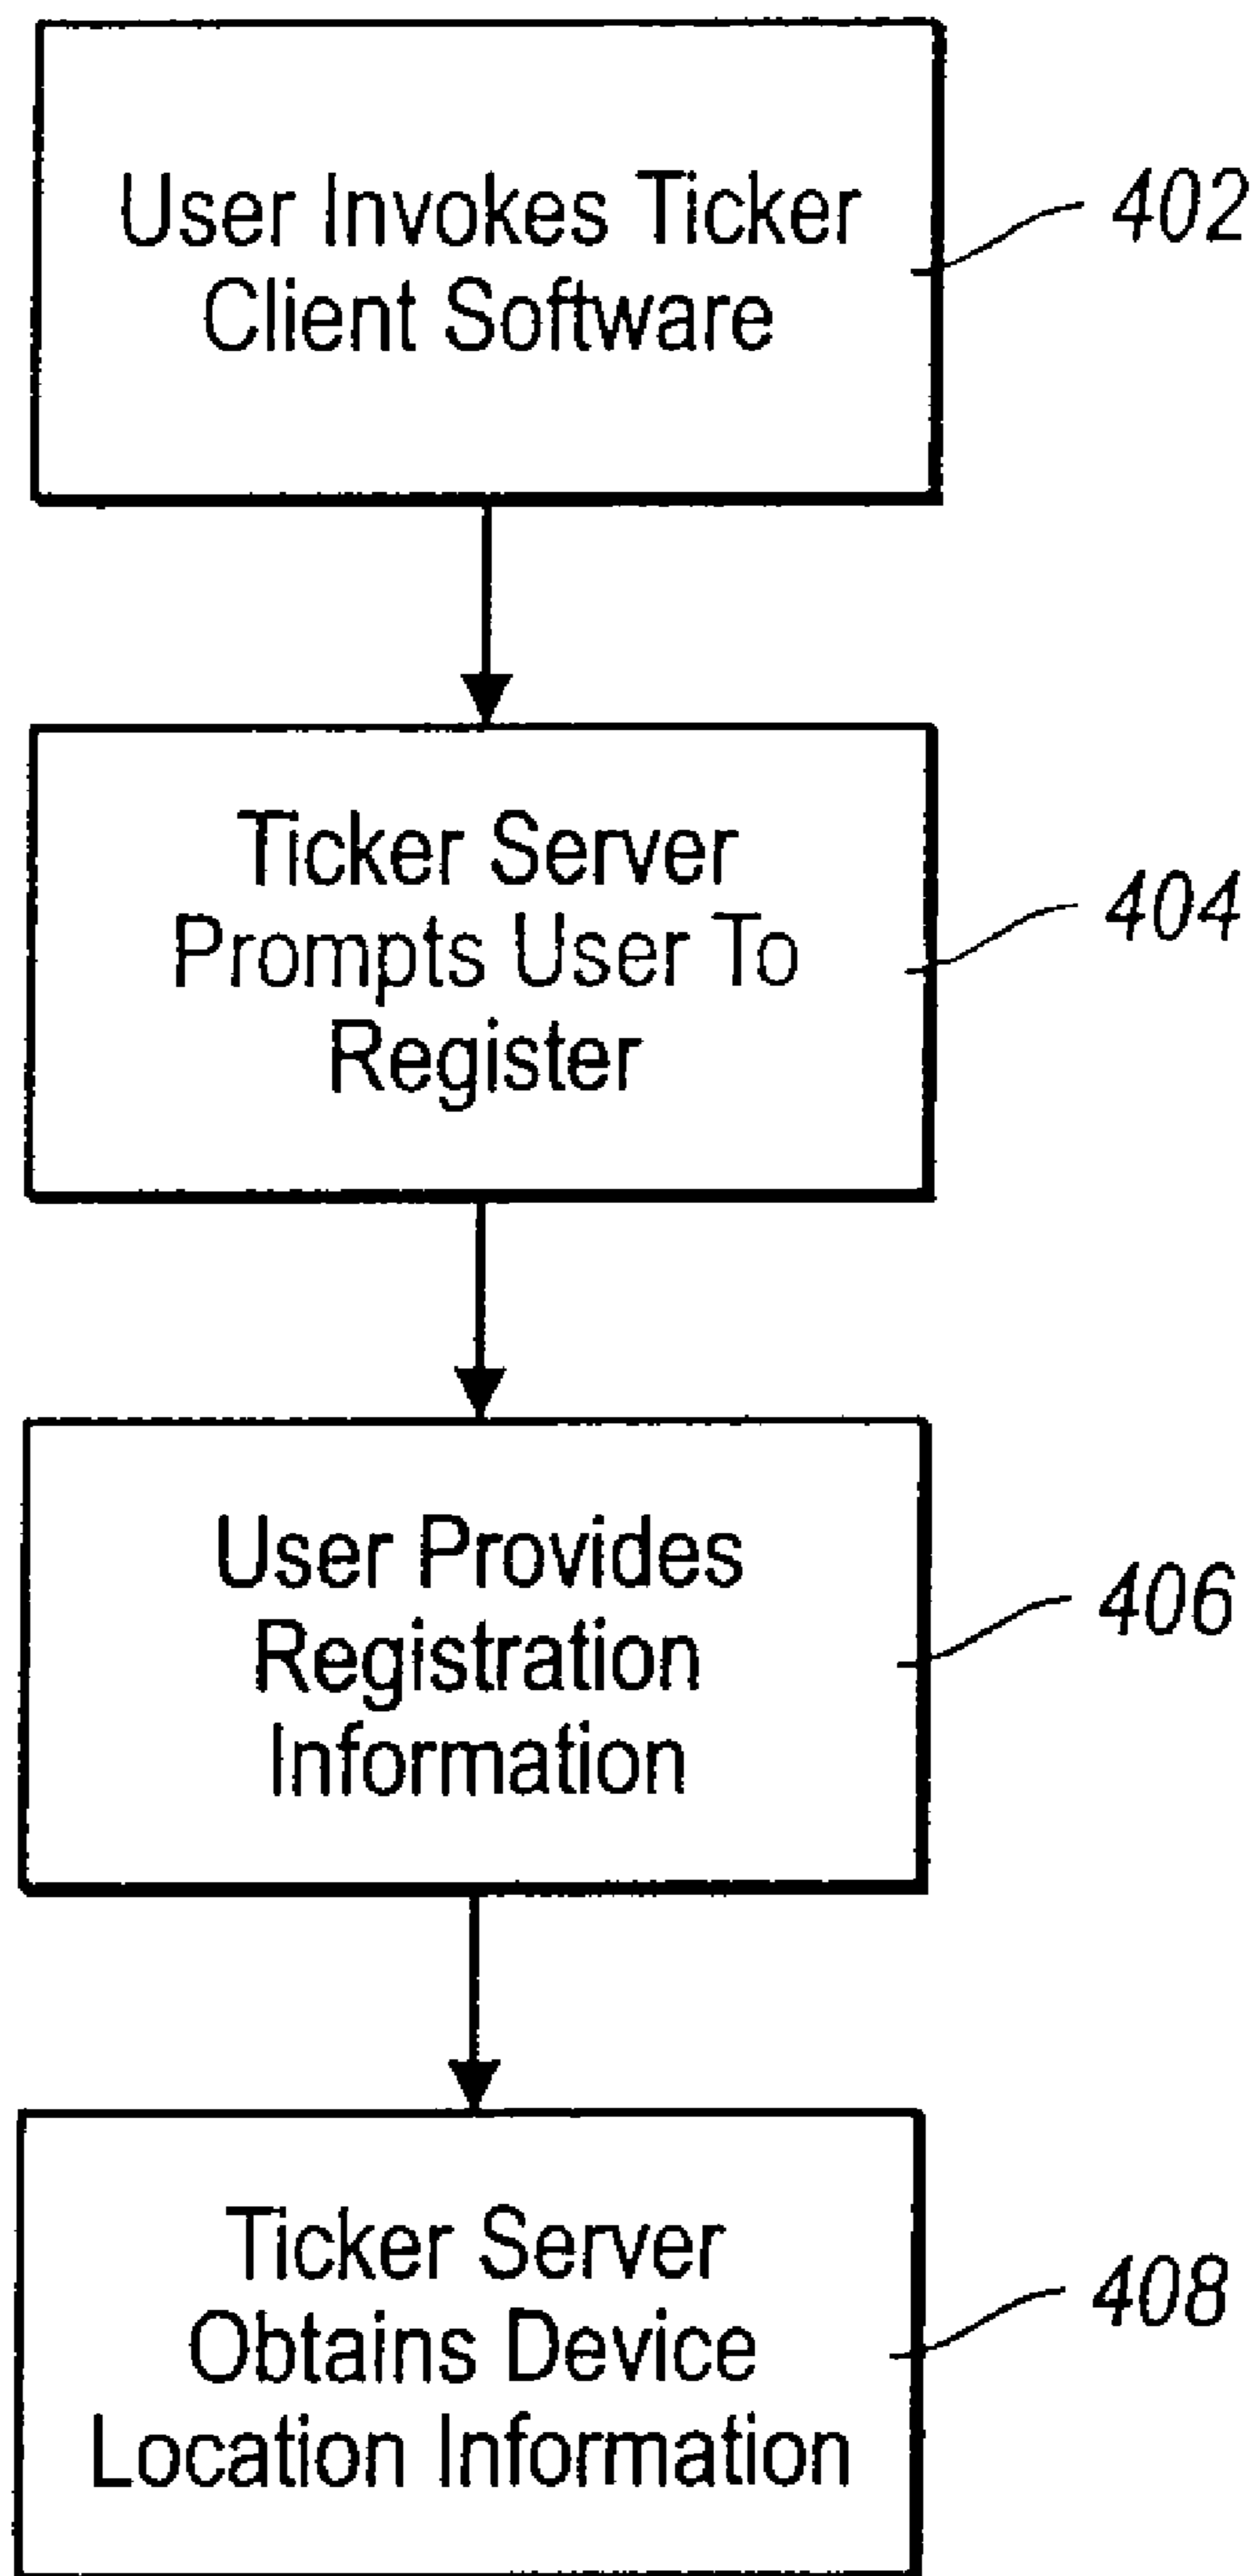 User Invokes Ticker
Client Software
402
Ticker Server
Prompts User To
Register
404
User Provides
Registration
Information
406
Ticker Server
Obtains Device
Location Information
408